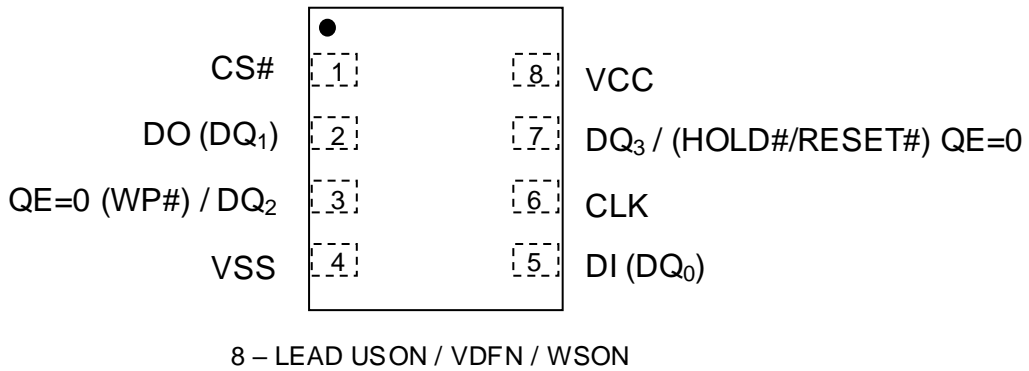 CS# 1 8 VCC
DO (DQ₁) 2 7 DQ₃ / (HOLD#/RESET#) QE=0
QE=0 (WP#) / DQ₂ 3 6 CLK
VSS 4 5 DI (DQ₀)
8 – LEAD USON / VDFN / WSON